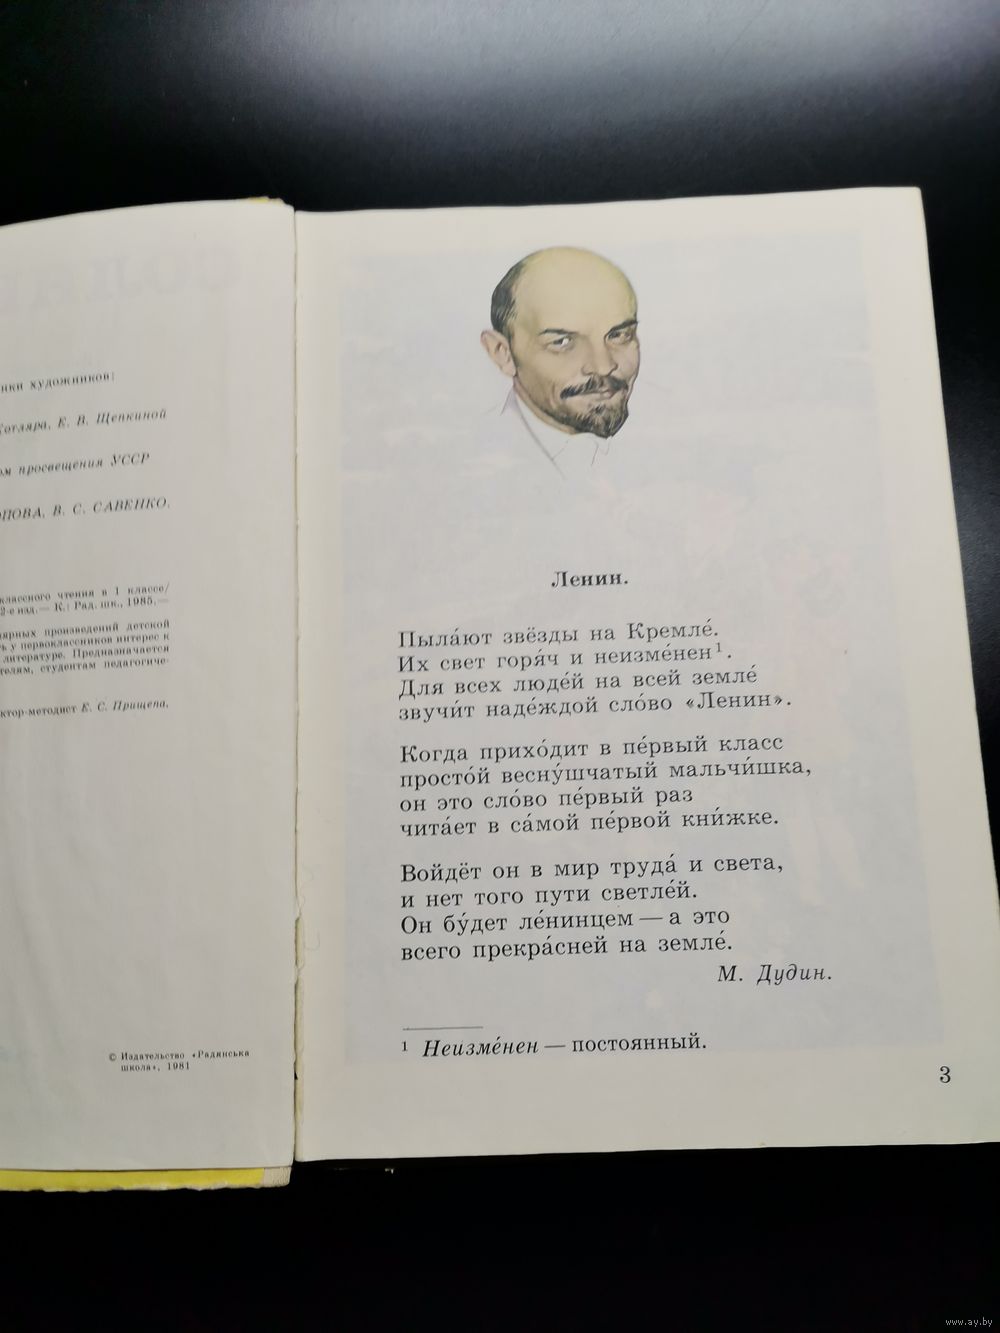 нки художников:
Котляра, Е. В. Щепкиной
просвещения УССР
В. С. САВЕНКО.
классного чтения в 1 классе/
2-е изд.— К.: Рад. шк., 1985.—
произведений детской
у первоклассников интерес к
литературе. Предназначается
студентам педагогиче-
К. С. Прищепа.
© Издательство «Радянська
школа», 1981
Ленин.
Пыла́ют звёзды на Кремле́.
Их свет горя́ч и неизме́нен¹.
Для всех люде́й на всей земле́
звучи́т наде́ждой сло́во «Ленин».
Когда прихо́дит в пе́рвый класс
просто́й весну́шчатый мальчи́шка,
он это сло́во пе́рвый раз
чита́ет в са́мой пе́рвой кни́жке.
Войдёт он в мир труда́ и света,
и нет того пути светле́й.
Он бу́дет ле́нинцем — а это
всего прекра́сней на земле́.
М. Дудин.
¹ Неизме́нен — постоянный.
3
www.ay.by